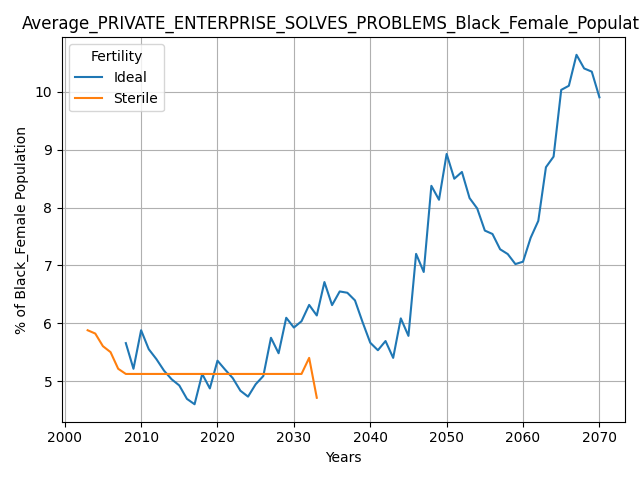 Average_PRIVATE_ENTERPRISE_SOLVES_PROBLEMS_Black_Female_Populat
Fertility
Ideal
Sterile
% of Black_Female Population
10
9
8
7
6
5
2000 2010 2020 2030 2040 2050 2060 2070
Years